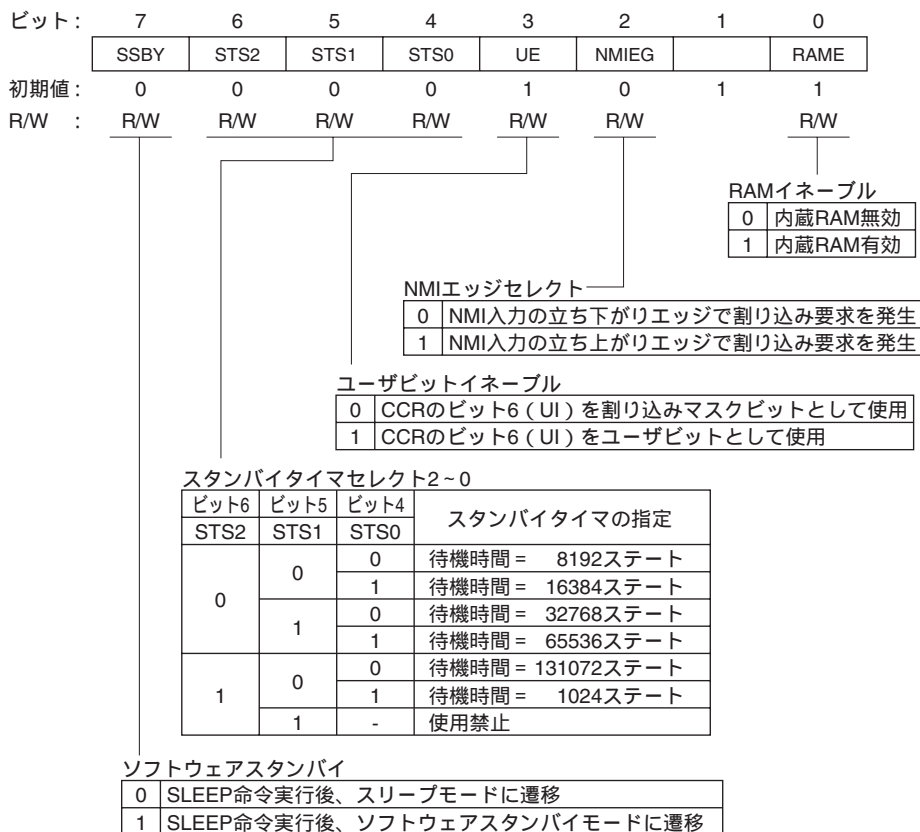 ビット : 7 6 5 4 3 2 1 0
SSBY STS2 STS1 STS0 UE NMIEG RAME
初期値 : 0 0 0 0 1 0 1 1
R/W : R/W R/W R/W R/W R/W R/W R/W
RAMイネーブル
0 内蔵RAM無効
1 内蔵RAM有効
NMIエッジセレクト
0 NMI入力の立ち下がりエッジで割り込み要求を発生
1 NMI入力の立ち上がりエッジで割り込み要求を発生
ユーザビットイネーブル
0 CCRのビット6（UI）を割り込みマスクビットとして使用
1 CCRのビット6（UI）をユーザビットとして使用
スタンバイタイマセレクト2~0
ビット6 ビット5 ビット4 スタンバイタイマの指定
STS2 STS1 STS0
0 0 0 待機時間 = 8192ステート
1 待機時間 = 16384ステート
1 0 待機時間 = 32768ステート
1 待機時間 = 65536ステート
1 0 0 待機時間 = 131072ステート
1 待機時間 = 1024ステート
1 - 使用禁止
ソフトウェアスタンバイ
0 SLEEP命令実行後、スリープモードに遷移
1 SLEEP命令実行後、ソフトウェアスタンバイモードに遷移